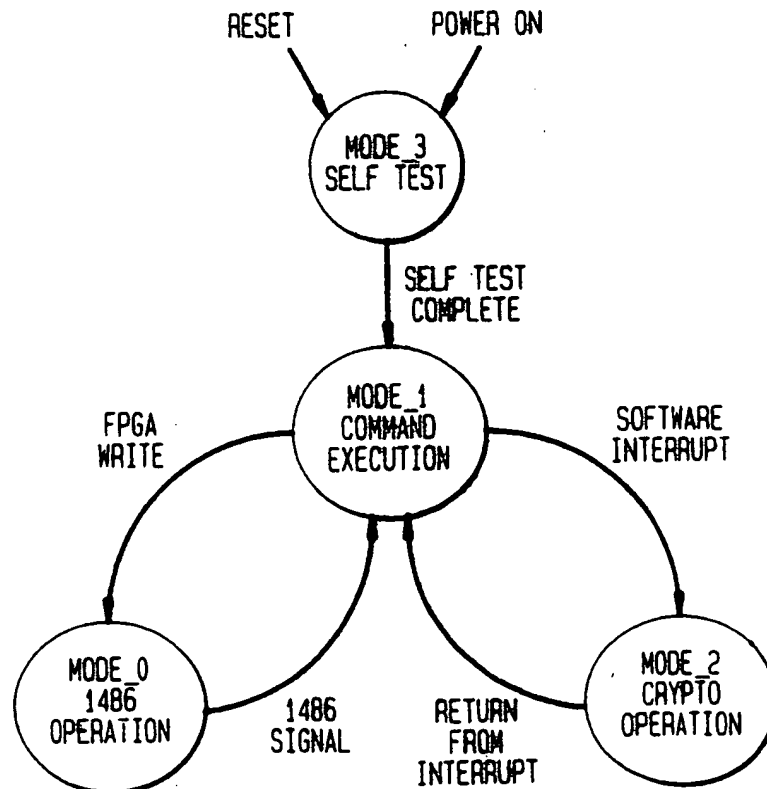 RESET
POWER ON
MODE_3
SELF TEST
SELF TEST
COMPLETE
MODE_1
COMMAND
EXECUTION
FPGA
WRITE
SOFTWARE
INTERRUPT
MODE_0
1486
OPERATION
1486
SIGNAL
RETURN
FROM
INTERRUPT
MODE_2
CRYPTO
OPERATION